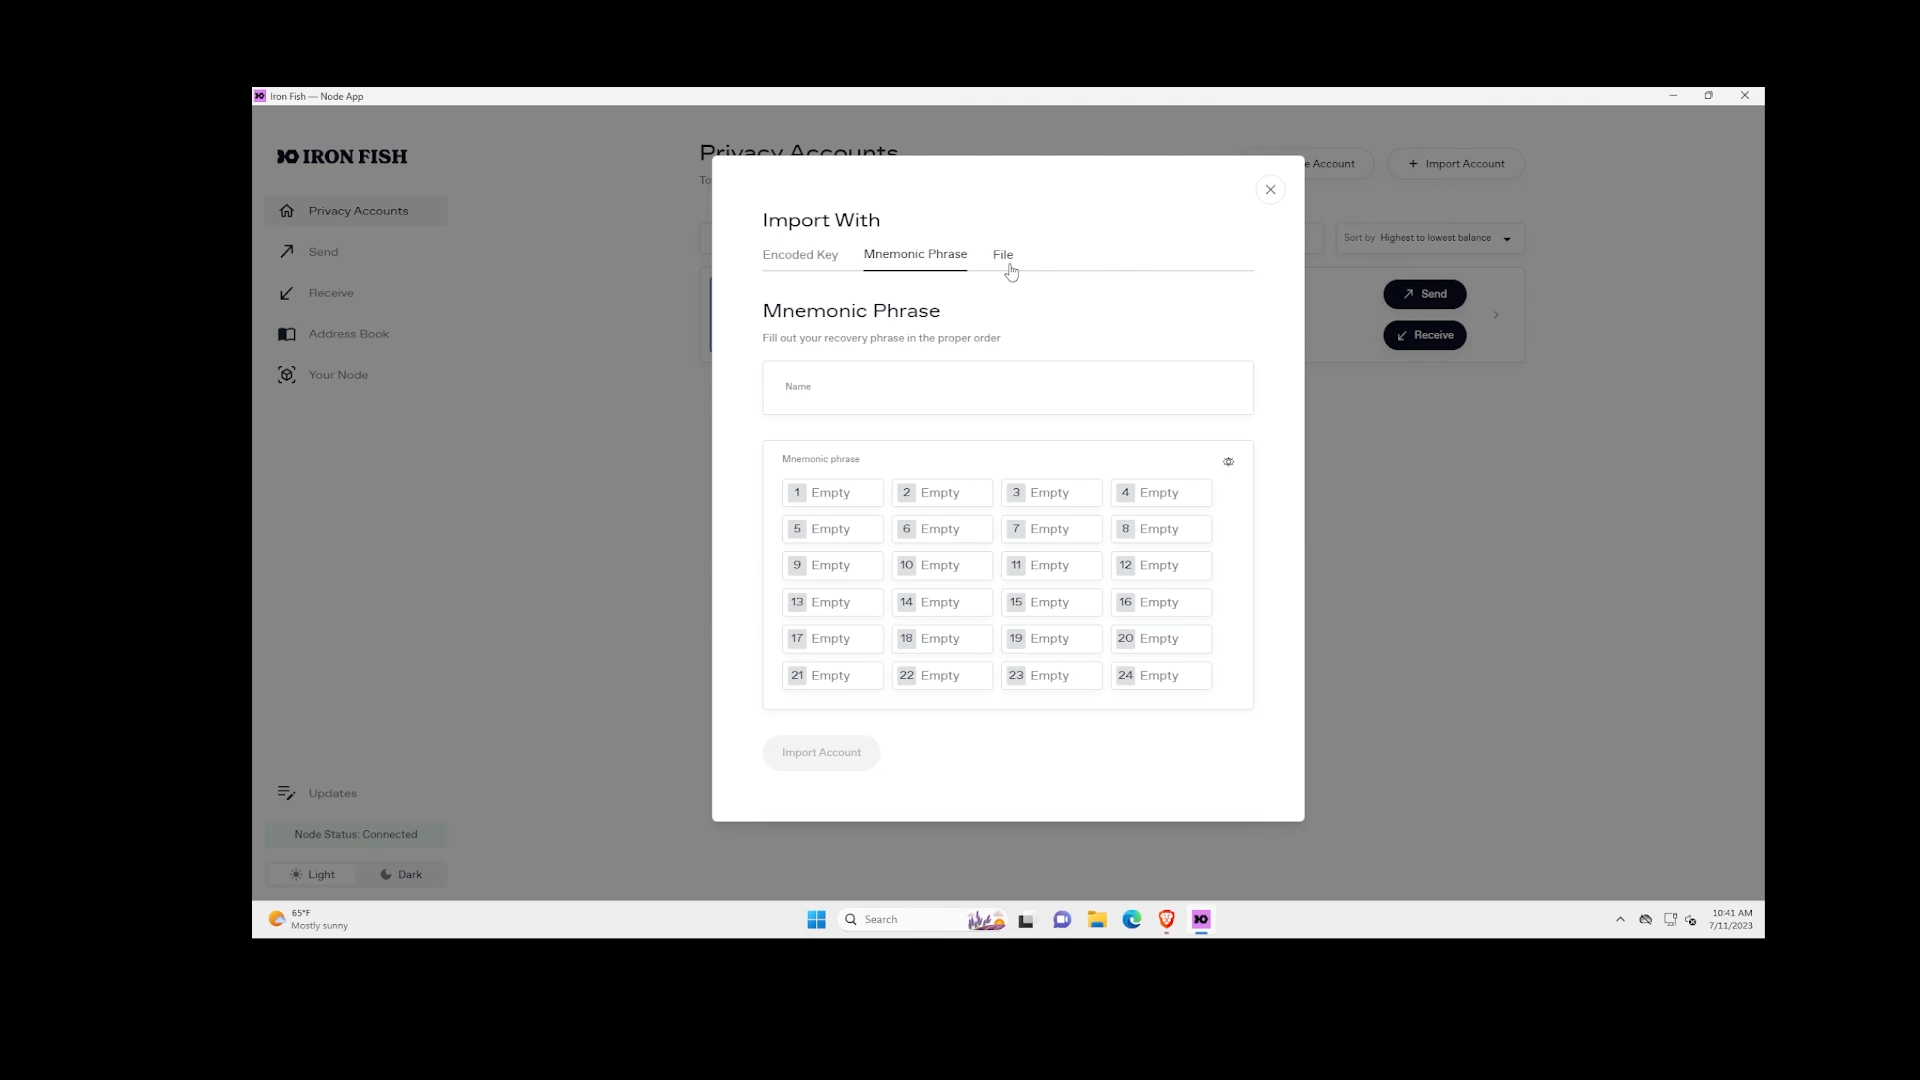 Iron Fish — Node App
IRON FISH
Privacy Accounts
Send
Receive
Address Book
Your Node
Updates
Node Status: Connected
Light Dark
Privacy Accounts
To
e Account
+ Import Account
Sort by Highest to lowest balance
Send
Receive
Import With
Encoded Key Mnemonic Phrase File
Mnemonic Phrase
Fill out your recovery phrase in the proper order
Name
Mnemonic phrase
1 Empty 2 Empty 3 Empty 4 Empty
5 Empty 6 Empty 7 Empty 8 Empty
9 Empty 10 Empty 11 Empty 12 Empty
13 Empty 14 Empty 15 Empty 16 Empty
17 Empty 18 Empty 19 Empty 20 Empty
21 Empty 22 Empty 23 Empty 24 Empty
Import Account
65°F
Mostly sunny
Search
10:41 AM
7/11/2023